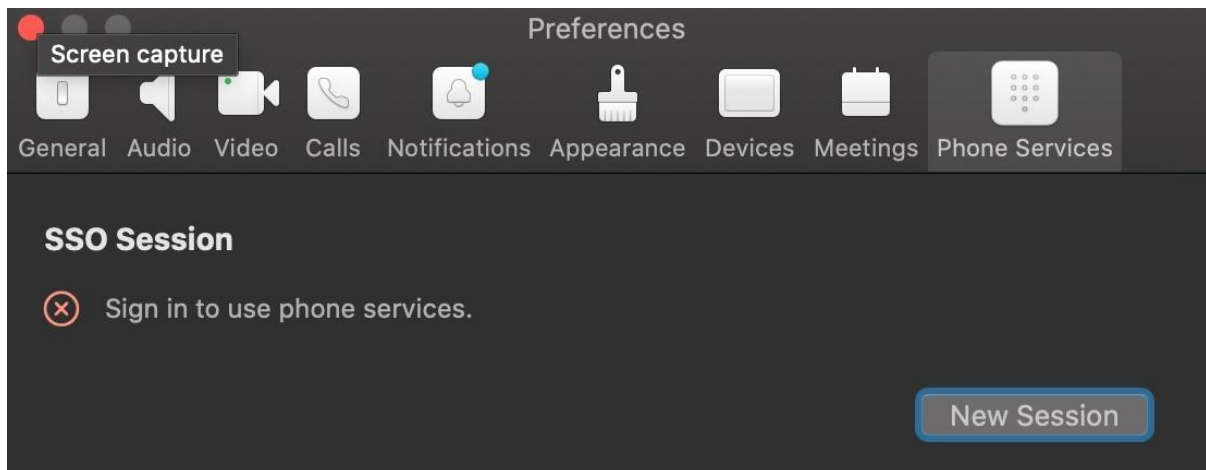 Preferences
Screen capture
General Audio Video Calls Notifications Appearance Devices Meetings Phone Services
SSO Session
Sign in to use phone services.
New Session